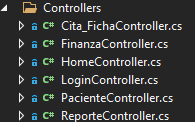 Controllers
C# Cita_FichaController.cs
C# FinanzaController.cs
C# HomeController.cs
C# LoginController.cs
C# PacienteController.cs
C# ReporteController.cs